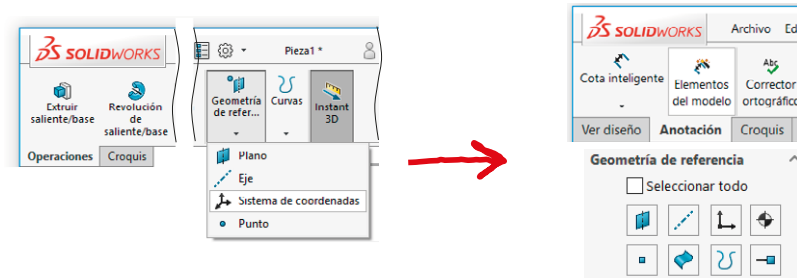 SOLIDWORKS
Pieza1 *
Extruir
saliente/base
Revolución
de
saliente/base
Geometría
de refer...
Curvas
Instant
3D
Operaciones
Croquis
Plano
Eje
Sistema de coordenadas
Punto
SOLIDWORKS
Archivo
Ed
Cota inteligente
Elementos
del modelo
Abc
Corrector
ortográfico
Ver diseño
Anotación
Croquis
Geometría de referencia
Seleccionar todo